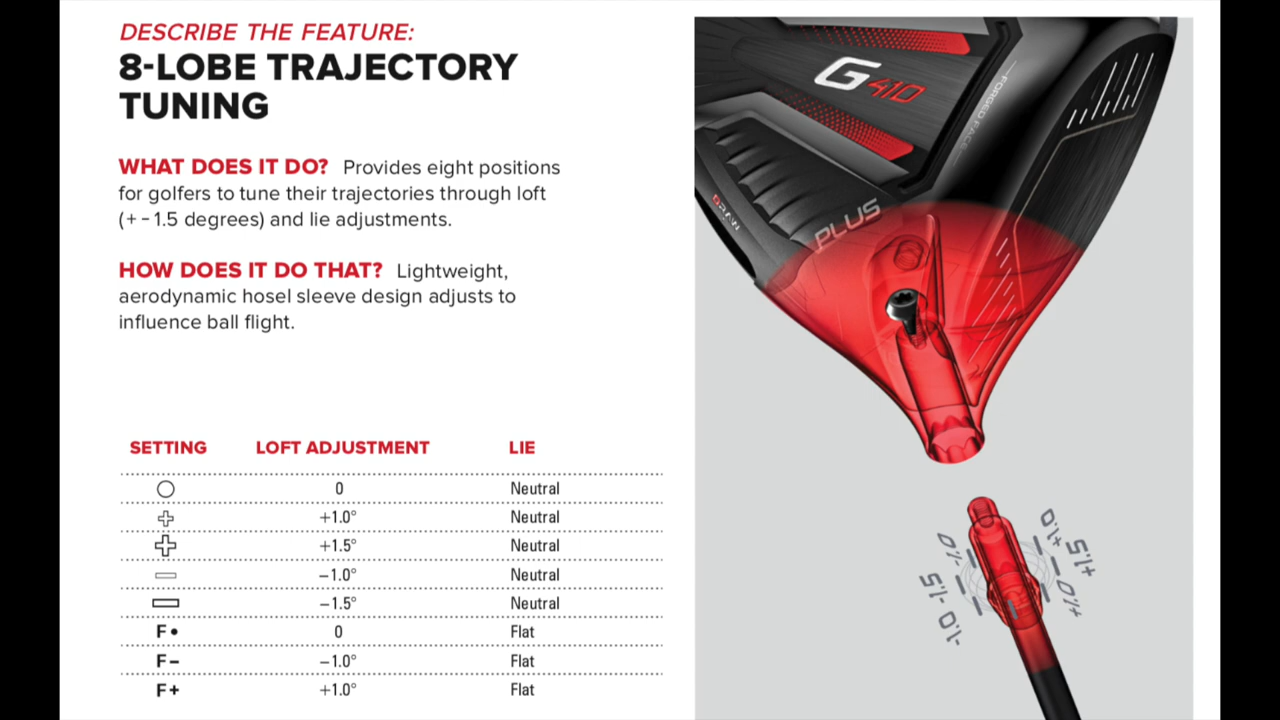 DESCRIBE THE FEATURE:
8-LOBE TRAJECTORY
TUNING
WHAT DOES IT DO? Provides eight positions
for golfers to tune their trajectories through loft
(+ – 1.5 degrees) and lie adjustments.
HOW DOES IT DO THAT? Lightweight,
aerodynamic hosel sleeve design adjusts to
influence ball flight.
SETTING LOFT ADJUSTMENT LIE
0 Neutral
+1.0° Neutral
+1.5° Neutral
–1.0° Neutral
–1.5° Neutral
F• 0 Flat
F– –1.0° Flat
F+ +1.0° Flat
G410
FORGED FACE
DRAW
PLUS
+1.0
+1.5
+1.0
-1.0
-1.5